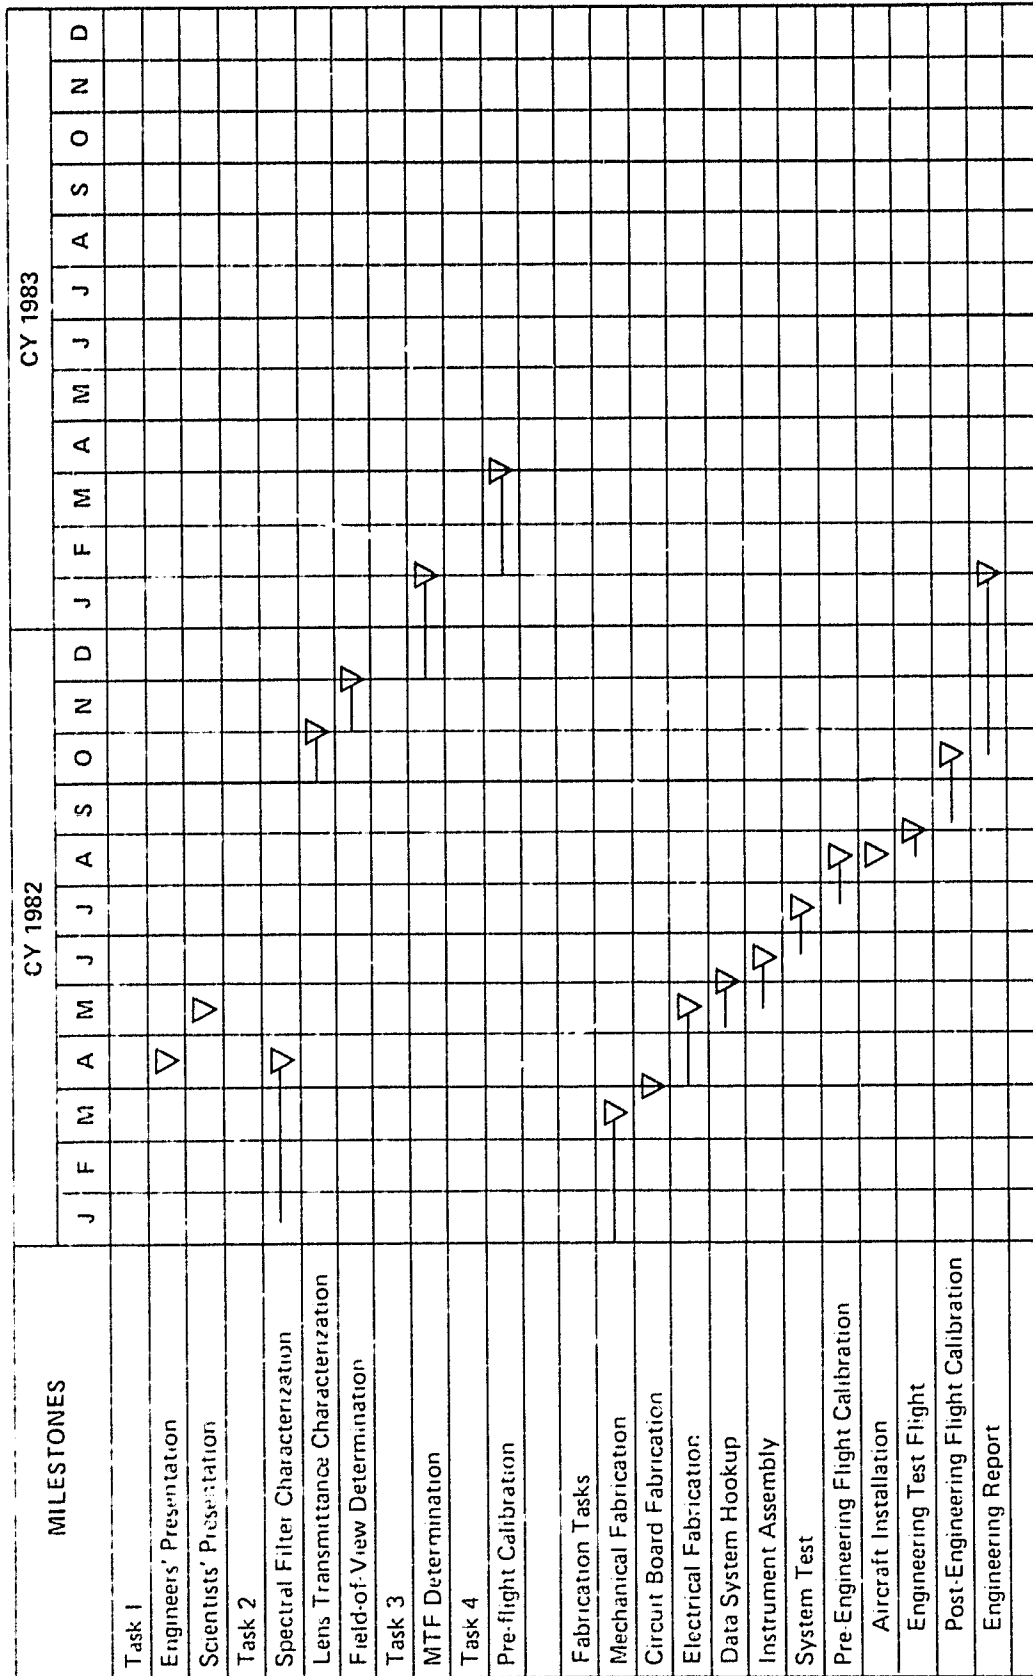 CY 1982 CY 1983
MILESTONES
J F M A M J J A S O N D J F M A M J J A S O N D
Task 1
Engineers' Presentation
Scientists' Presentation
Task 2
Spectral Filter Characterization
Lens Transmittance Characterization
Field-of-View Determination
Task 3
MTF Determination
Task 4
Pre-flight Calibration
Fabrication Tasks
Mechanical Fabrication
Circuit Board Fabrication
Electrical Fabrication
Data System Hookup
Instrument Assembly
System Test
Pre-Engineering Flight Calibration
Aircraft Installation
Engineering Test Flight
Post-Engineering Flight Calibration
Engineering Report